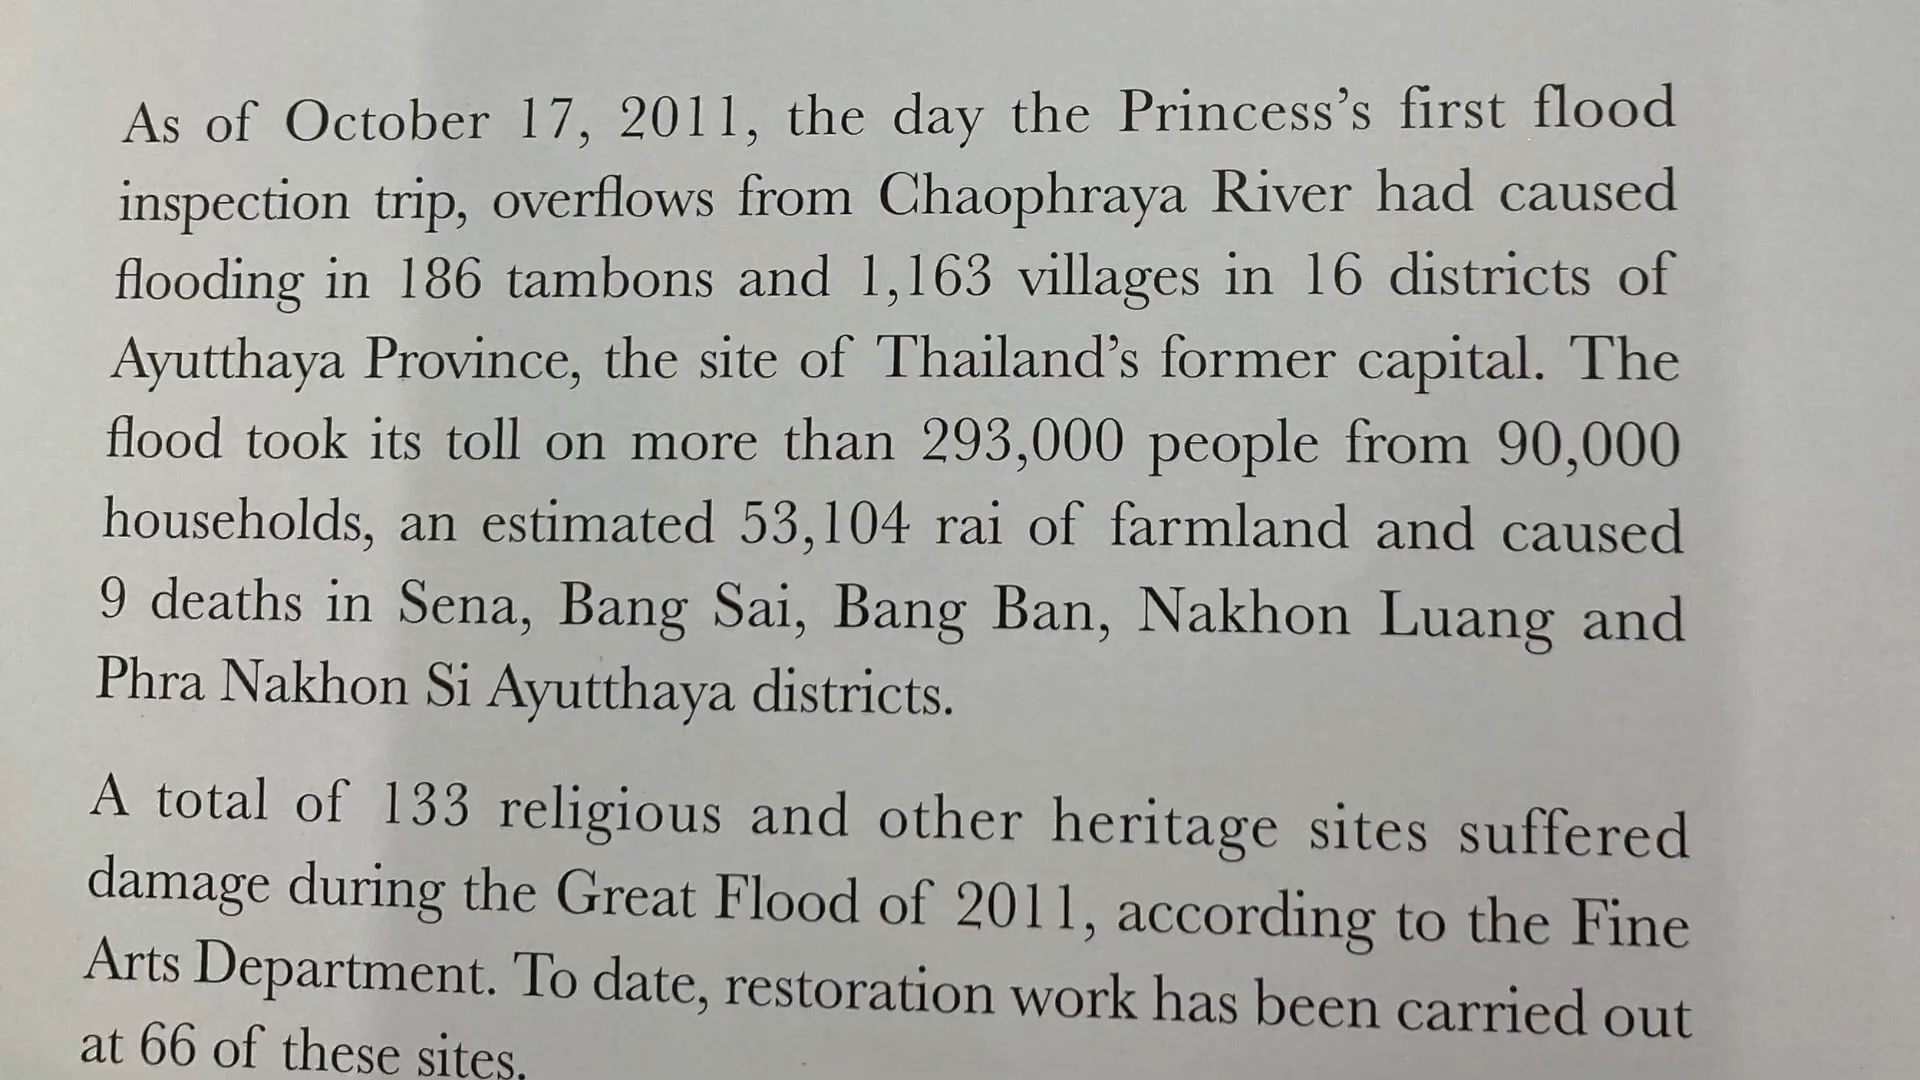 As of October 17, 2011, the day the Princess’s first flood
inspection trip, overflows from Chaophraya River had caused
flooding in 186 tambons and 1,163 villages in 16 districts of
Ayutthaya Province, the site of Thailand’s former capital. The
flood took its toll on more than 293,000 people from 90,000
households, an estimated 53,104 rai of farmland and caused
9 deaths in Sena, Bang Sai, Bang Ban, Nakhon Luang and
Phra Nakhon Si Ayutthaya districts.
A total of 133 religious and other heritage sites suffered
damage during the Great Flood of 2011, according to the Fine
Arts Department. To date, restoration work has been carried out
at 66 of these sites.